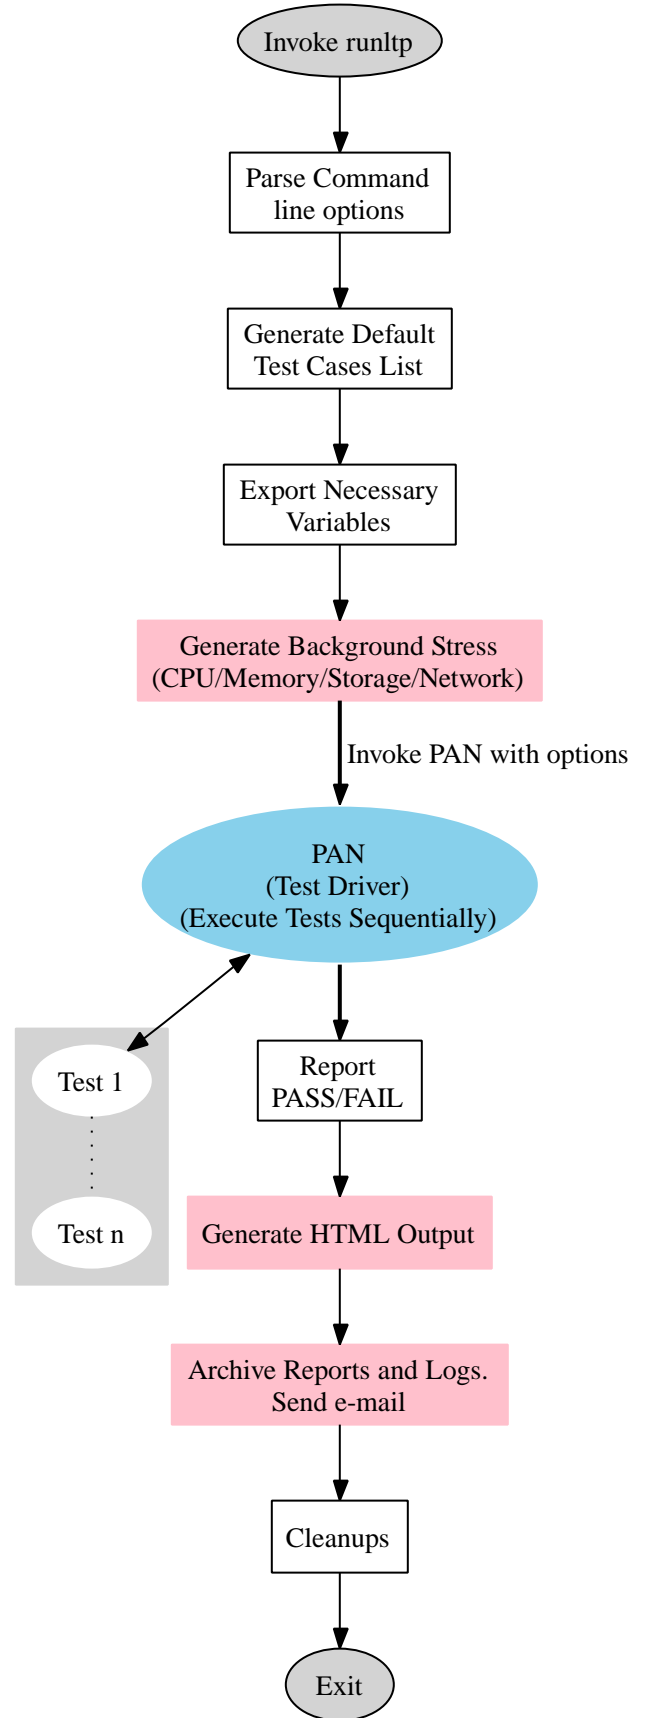 Invoke runltp
Parse Command
line options
Generate Default
Test Cases List
Export Necessary
Variables
Generate Background Stress
(CPU/Memory/Storage/Network)
Invoke PAN with options
PAN
(Test Driver)
(Execute Tests Sequentially)
Test 1
Report
PASS/FAIL
Test n
Generate HTML Output
Archive Reports and Logs.
Send e-mail
Cleanups
Exit